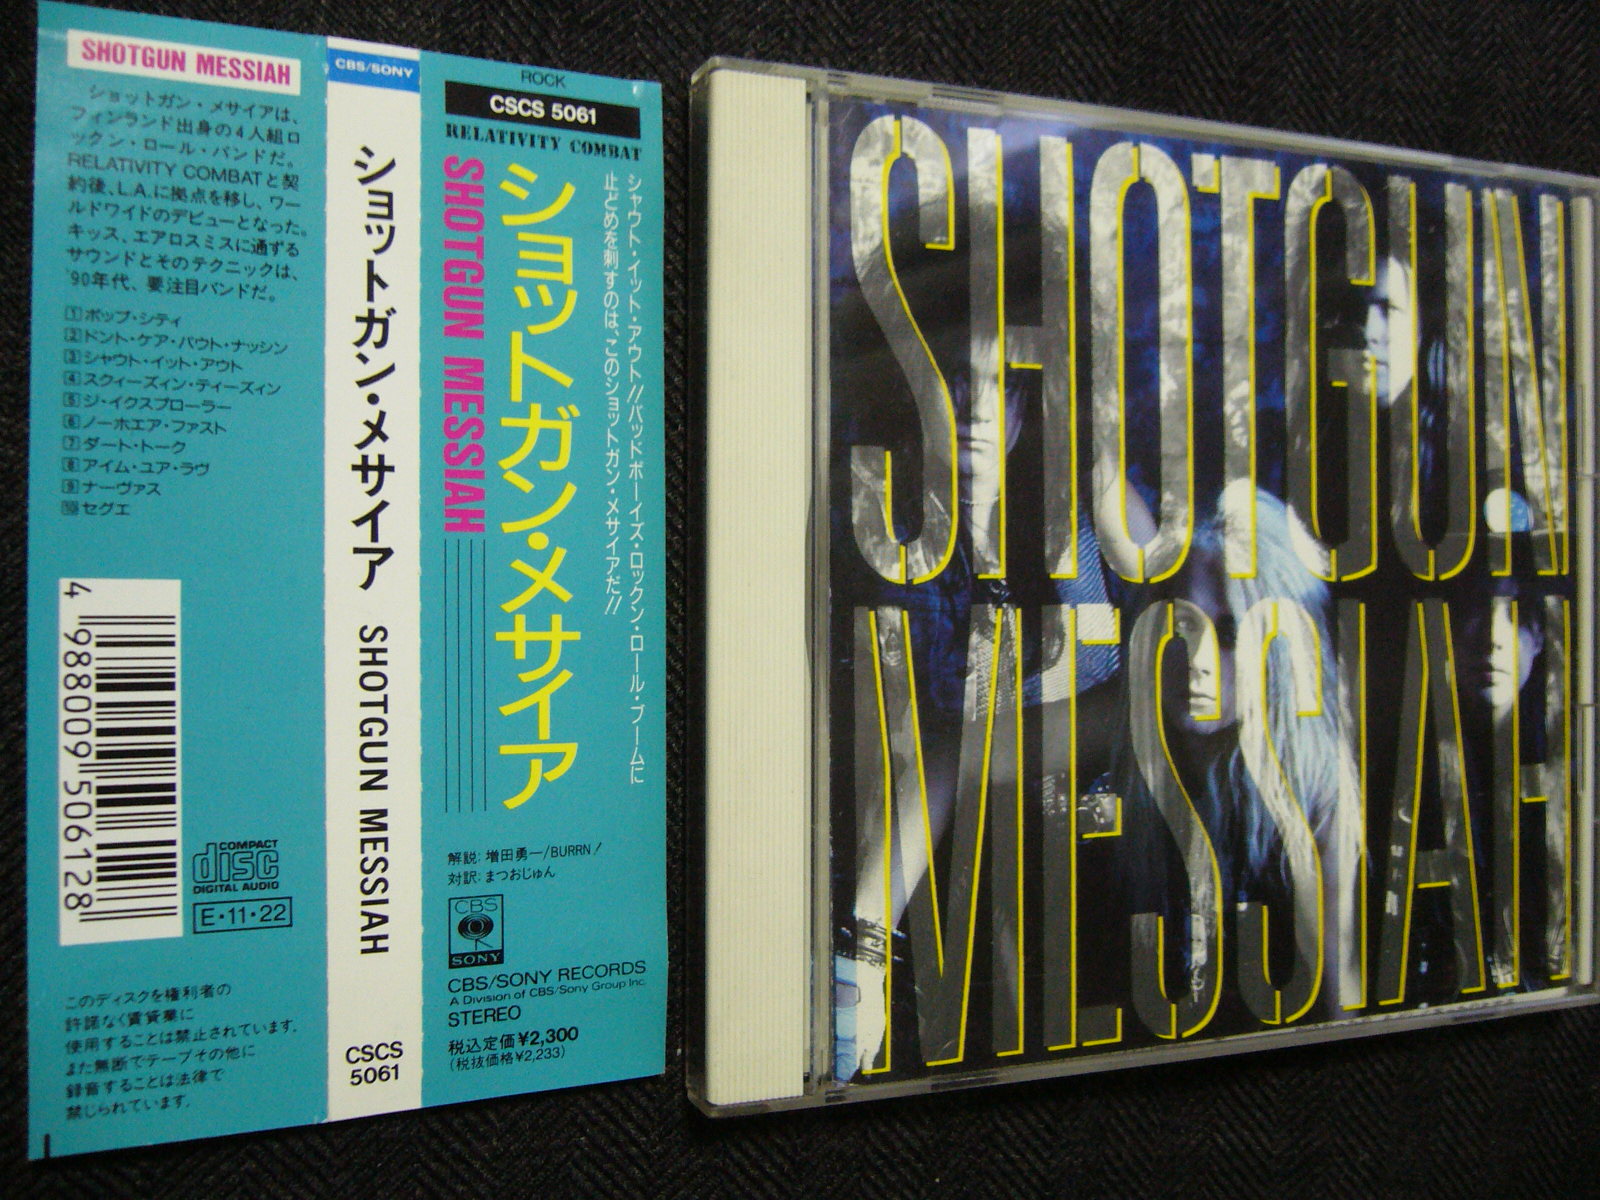 SHOTGUN MESSIAH
ショットガン・メサイアは、
フィンランド出身の4人組ロ
ックン・ロール・バンドだ。
RELATIVITY COMBATと契
約後、L.A.に拠点を移し、ワー
ルドワイドのデビューとなった。
キッス、エアロスミスに通ずる
サウンドとそのテクニックは、
'90年代、要注目バンドだ。
1 ポップ・シティ
2 ドント・ケア・バウト・ナッシン
3 シャウト・イット・アウト
4 スクィーズィン・ティーズィン
5 ジ・イクスプローラー
6 ノーホエア・ファスト
7 ダート・トーク
8 アイム・ユア・ラヴ
9 ナーヴァス
10 セグエ
4 988009 506128
COMPACT
disc
DIGITAL AUDIO
E・11・22
このディスクを権利者の
許諾なく賃貸業に
使用することは禁止されています。
また無断でテープその他に
録音することは法律で
禁じられています。
CBS/SONY
ショットガン・メサイア SHOTGUN MESSIAH
CSCS
5061
ROCK
CSCS 5061
RELATIVITY COMBAT
シャウト・イット・アウト!!バッドボーイズ・ロックン・ロール・ブームに
止どめを刺すのは、このショットガン・メサイアだ!!
ショットガン・メサイア
SHOTGUN MESSIAH
解説: 増田勇一/BURRN!
対訳: まつおじゅん
CBS
SONY
CBS/SONY RECORDS
A Division of CBS/Sony Group Inc.
STEREO
税込定価¥2,300
(税抜価格¥2,233)
SHOTGUN
MESSIAH